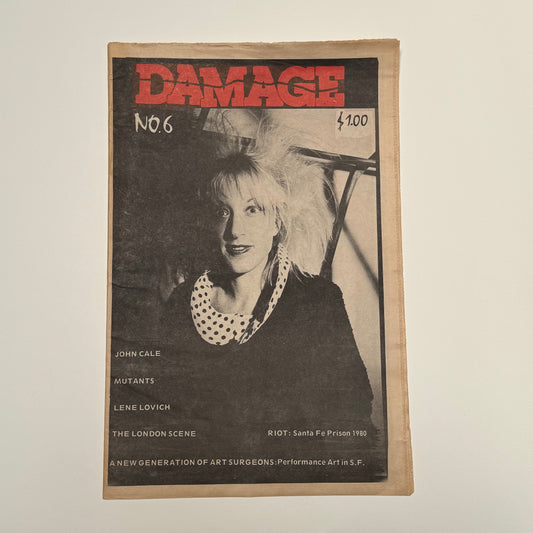 DAMAGE
NO.6 $1.00
JOHN CALE
MUTANTS
LENE LOVICH
THE LONDON SCENE RIOT: Santa Fe Prison 1980
A NEW GENERATION OF ART SURGEONS:Performance Art in S.F.